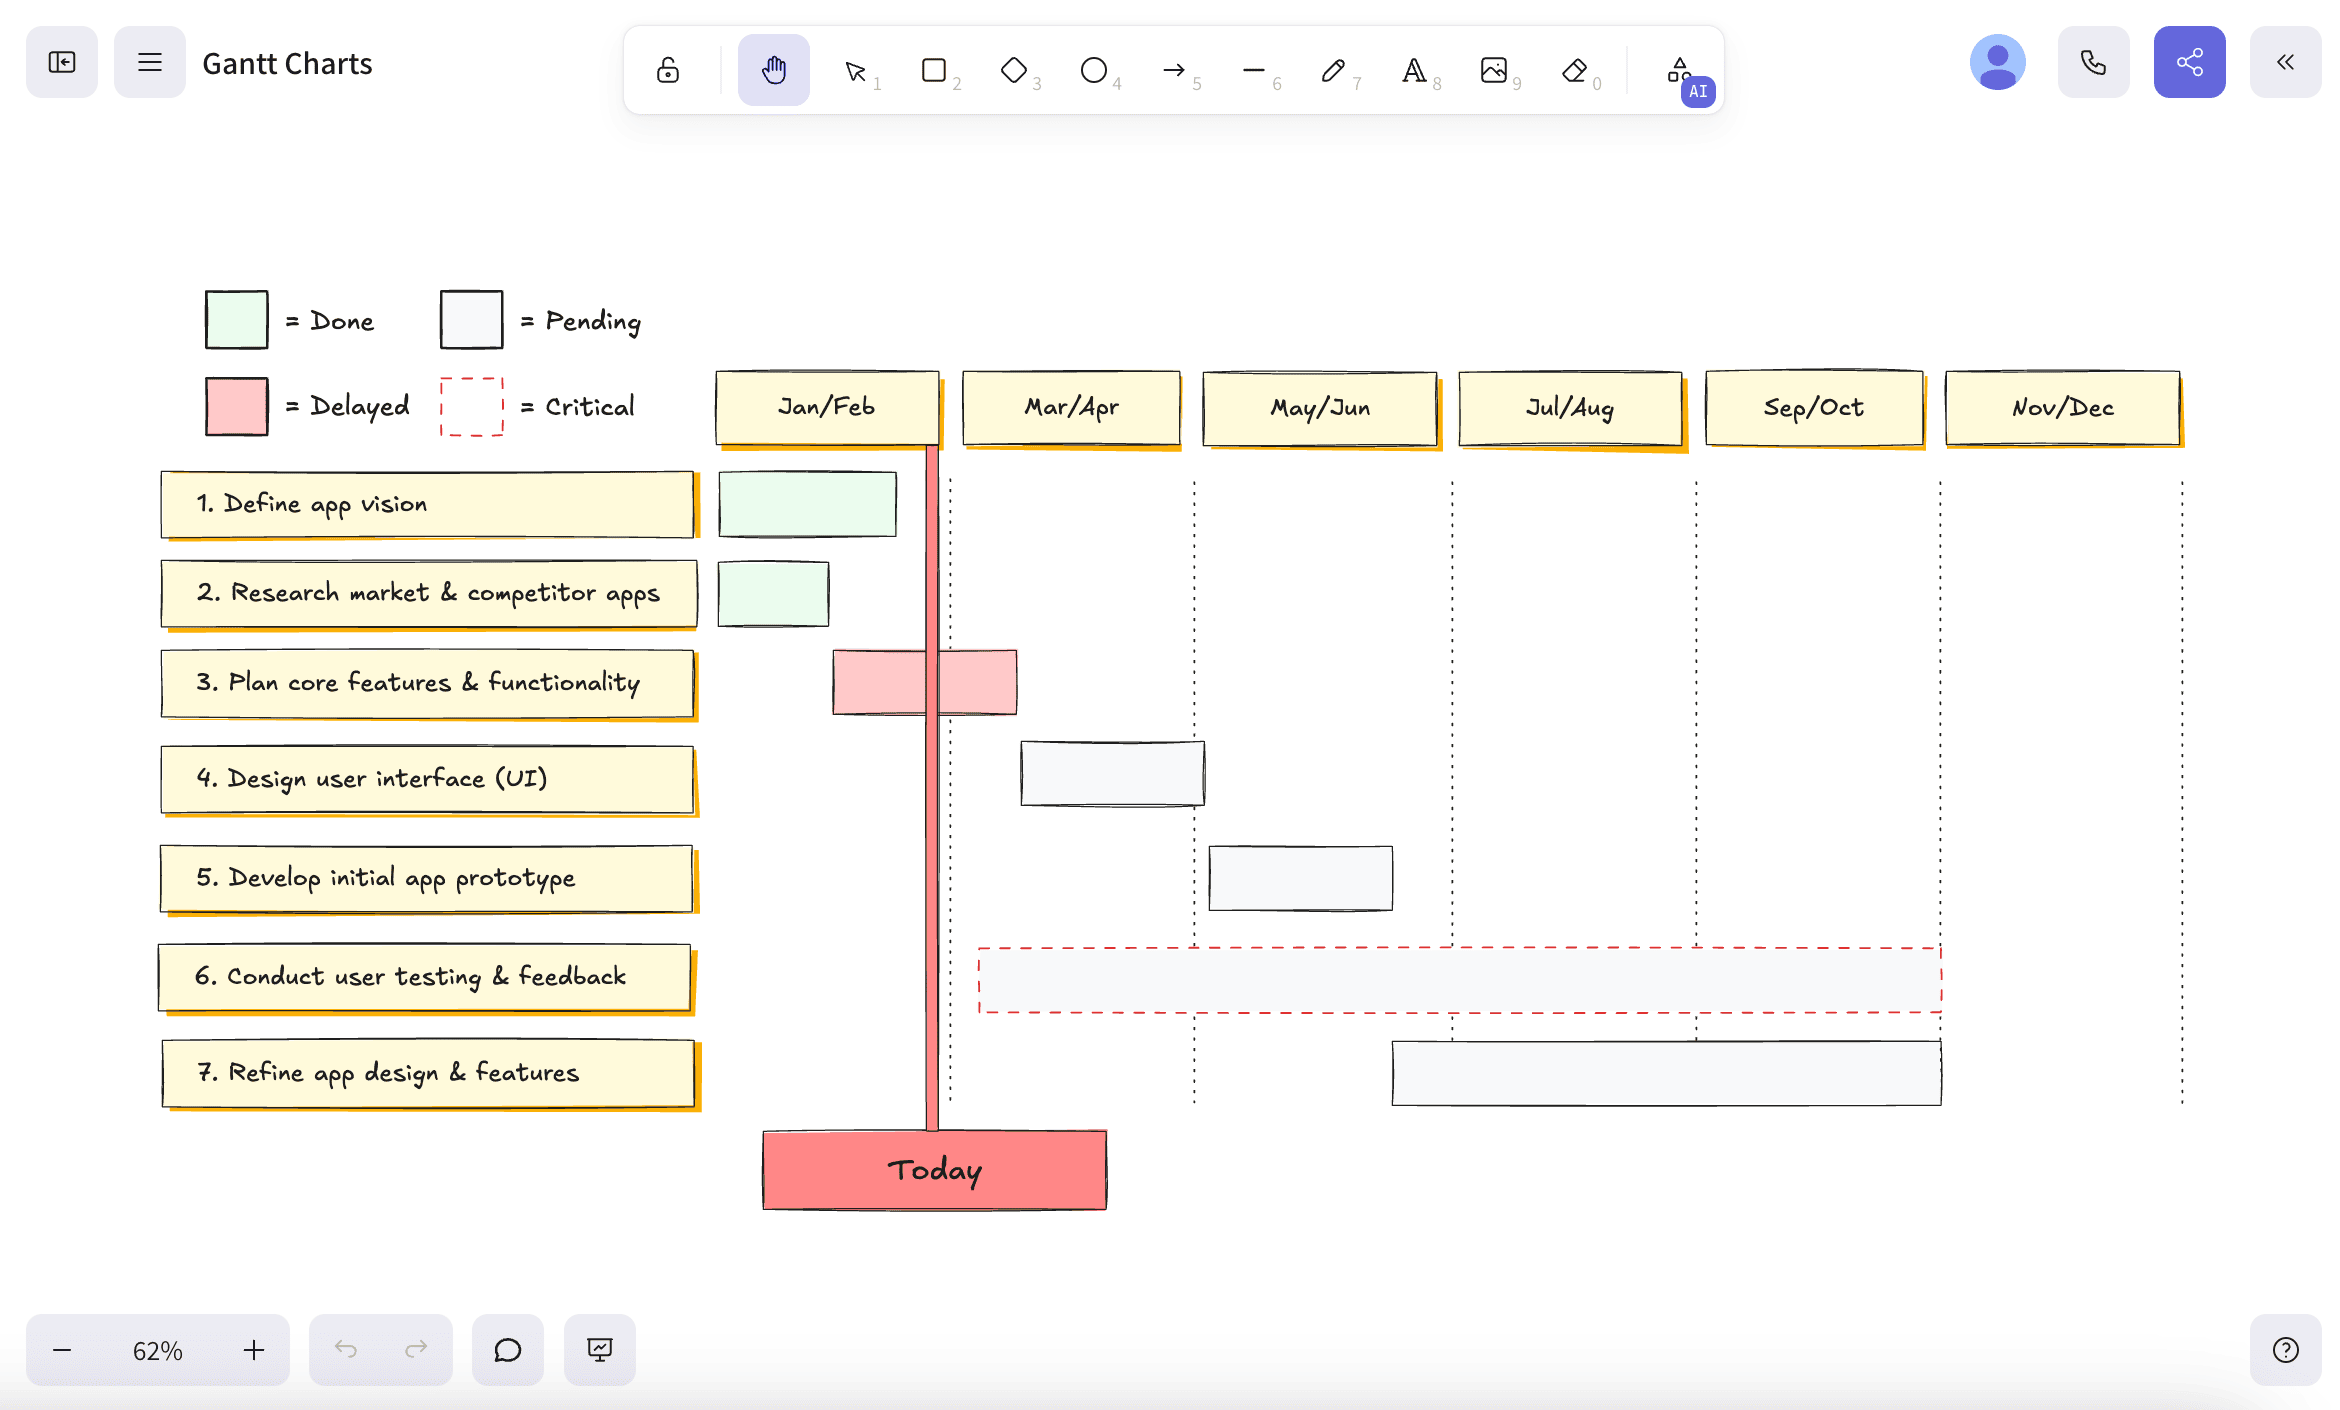 Gantt Charts
1
2
3
4
5
6
7
8
9
0
AI
= Done
= Pending
= Delayed
= Critical
Jan/Feb
Mar/Apr
May/Jun
Jul/Aug
Sep/Oct
Nov/Dec
1. Define app vision
2. Research market & competitor apps
3. Plan core features & functionality
4. Design user interface (UI)
5. Develop initial app prototype
6. Conduct user testing & feedback
7. Refine app design & features
Today
62%